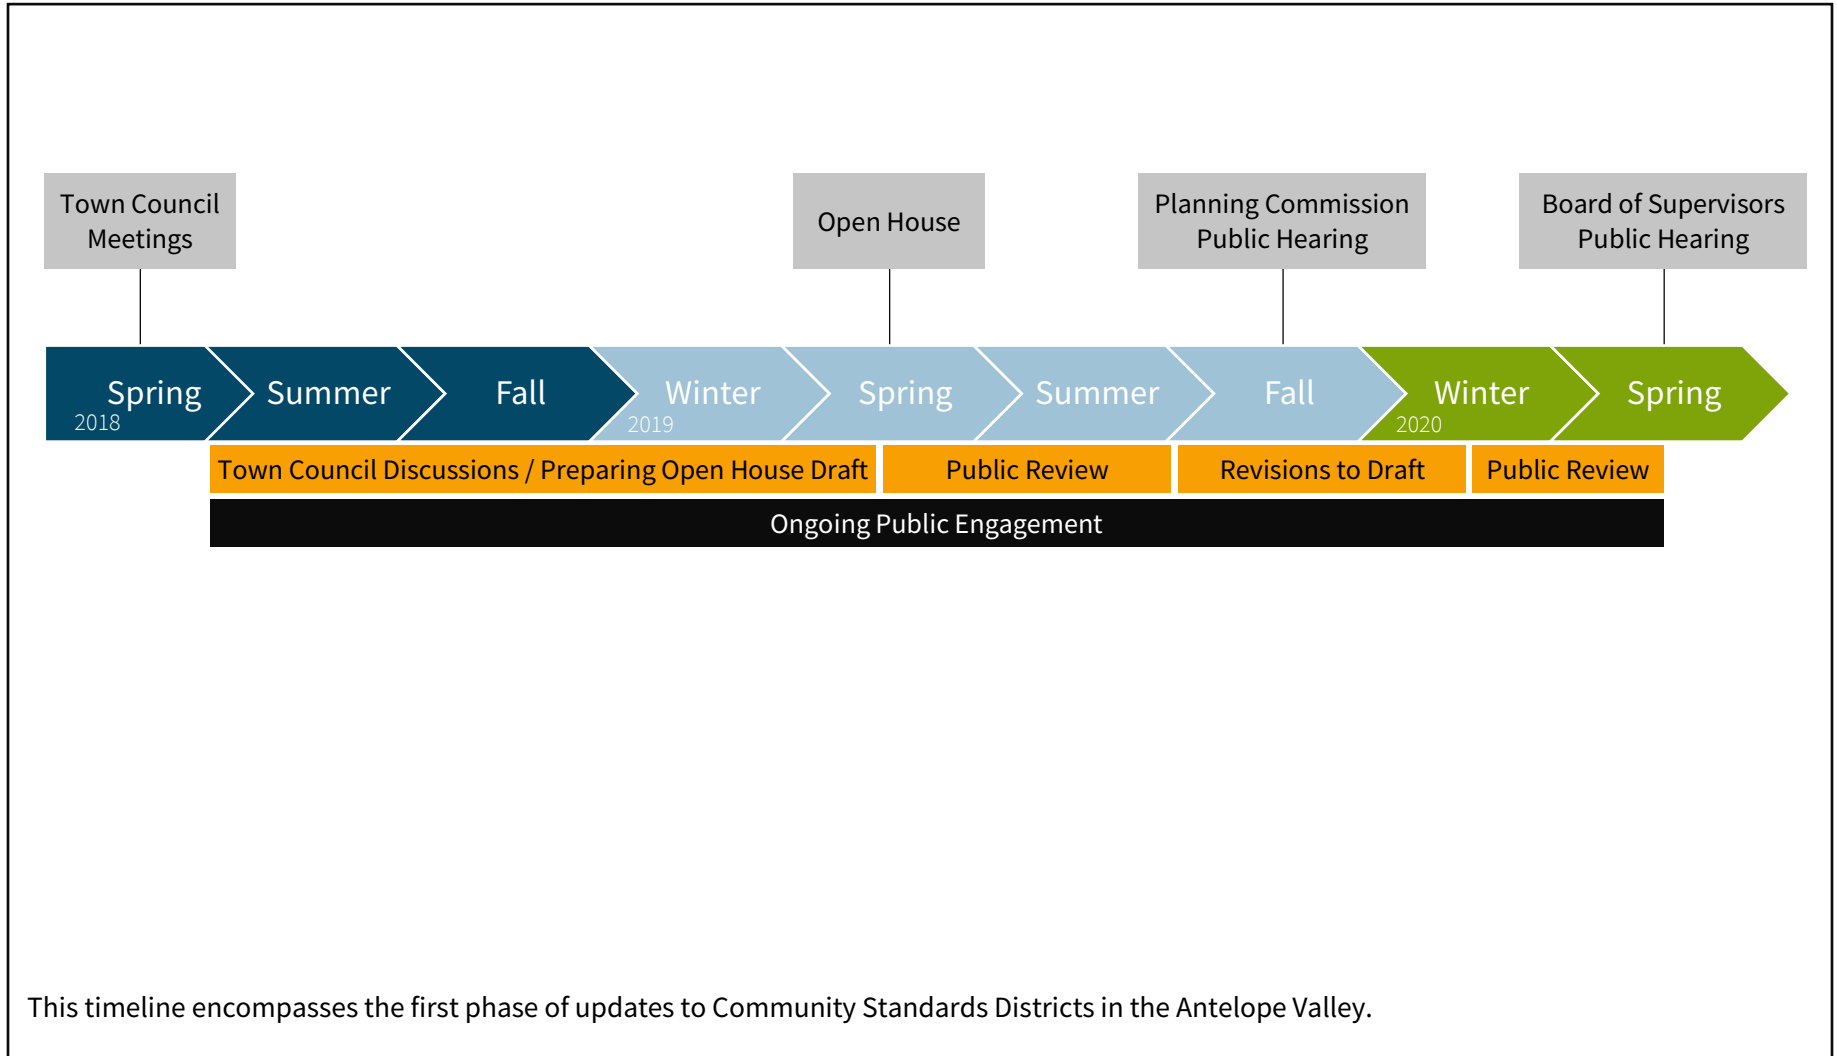 Town Council
Meetings
Open House
Planning Commission
Public Hearing
Board of Supervisors
Public Hearing
Spring
2018
Summer
Fall
Winter
2019
Spring
Summer
Fall
Winter
2020
Spring
Town Council Discussions / Preparing Open House Draft
Public Review
Revisions to Draft
Public Review
Ongoing Public Engagement
This timeline encompasses the first phase of updates to Community Standards Districts in the Antelope Valley.